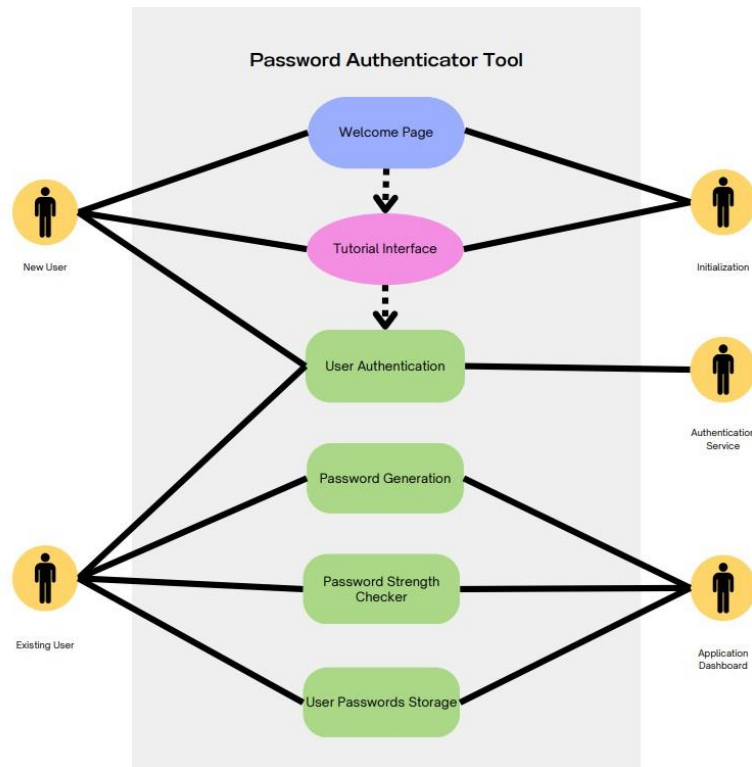 Password Authenticator Tool
Welcome Page
New User
Tutorial Interface
Initialization
User Authentication
Authentication
Service
Password Generation
Existing User
Password Strength
Checker
Application
Dashboard
User Passwords Storage